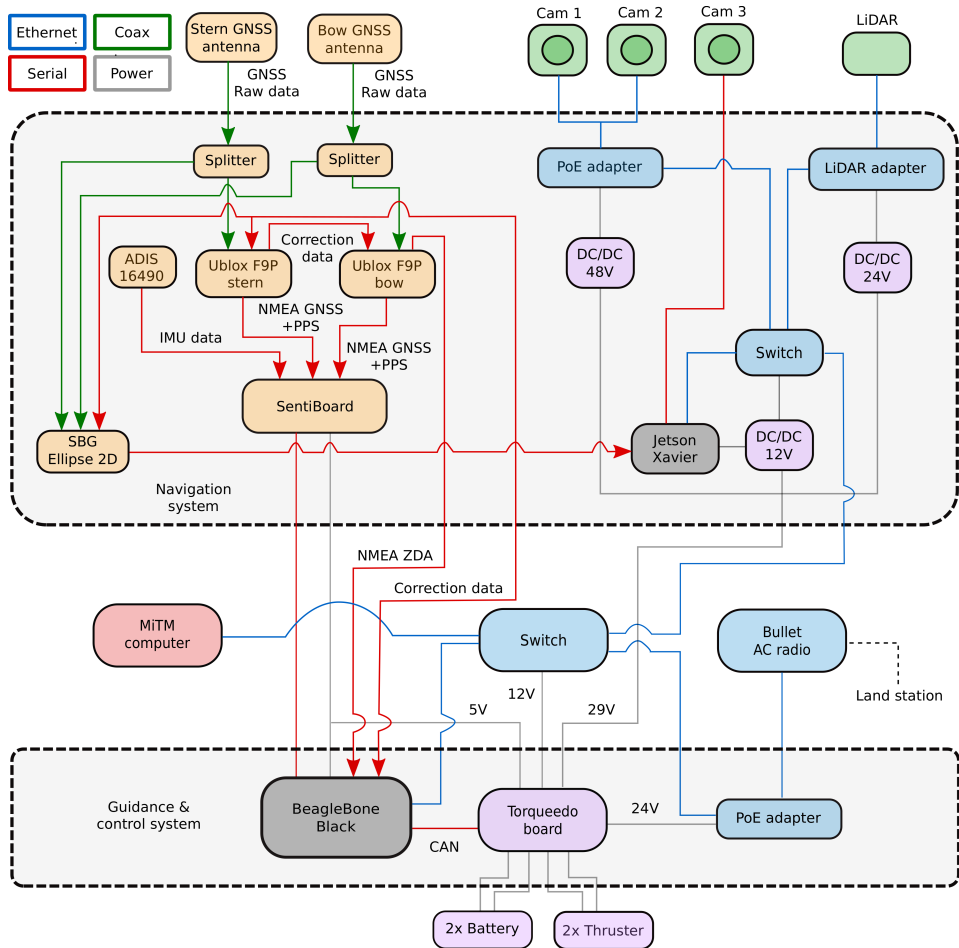 Ethernet
Coax
Serial
Power
Stern GNSS
antenna
Bow GNSS
antenna
Cam 1
Cam 2
Cam 3
LiDAR
GNSS
Raw data
GNSS
Raw data
Splitter
Splitter
PoE adapter
LiDAR adapter
ADIS
16490
Ublox F9P
stern
Correction
data
Ublox F9P
bow
DC/DC
48V
DC/DC
24V
NMEA GNSS
+PPS
IMU data
NMEA GNSS
+PPS
Switch
SentiBoard
SBG
Ellipse 2D
Jetson
Xavier
DC/DC
12V
Navigation
system
NMEA ZDA
Correction data
MiTM
computer
Switch
Bullet
AC radio
Land station
12V
5V
29V
Guidance &
control system
BeagleBone
Black
CAN
Torqueedo
board
24V
PoE adapter
2x Battery
2x Thruster